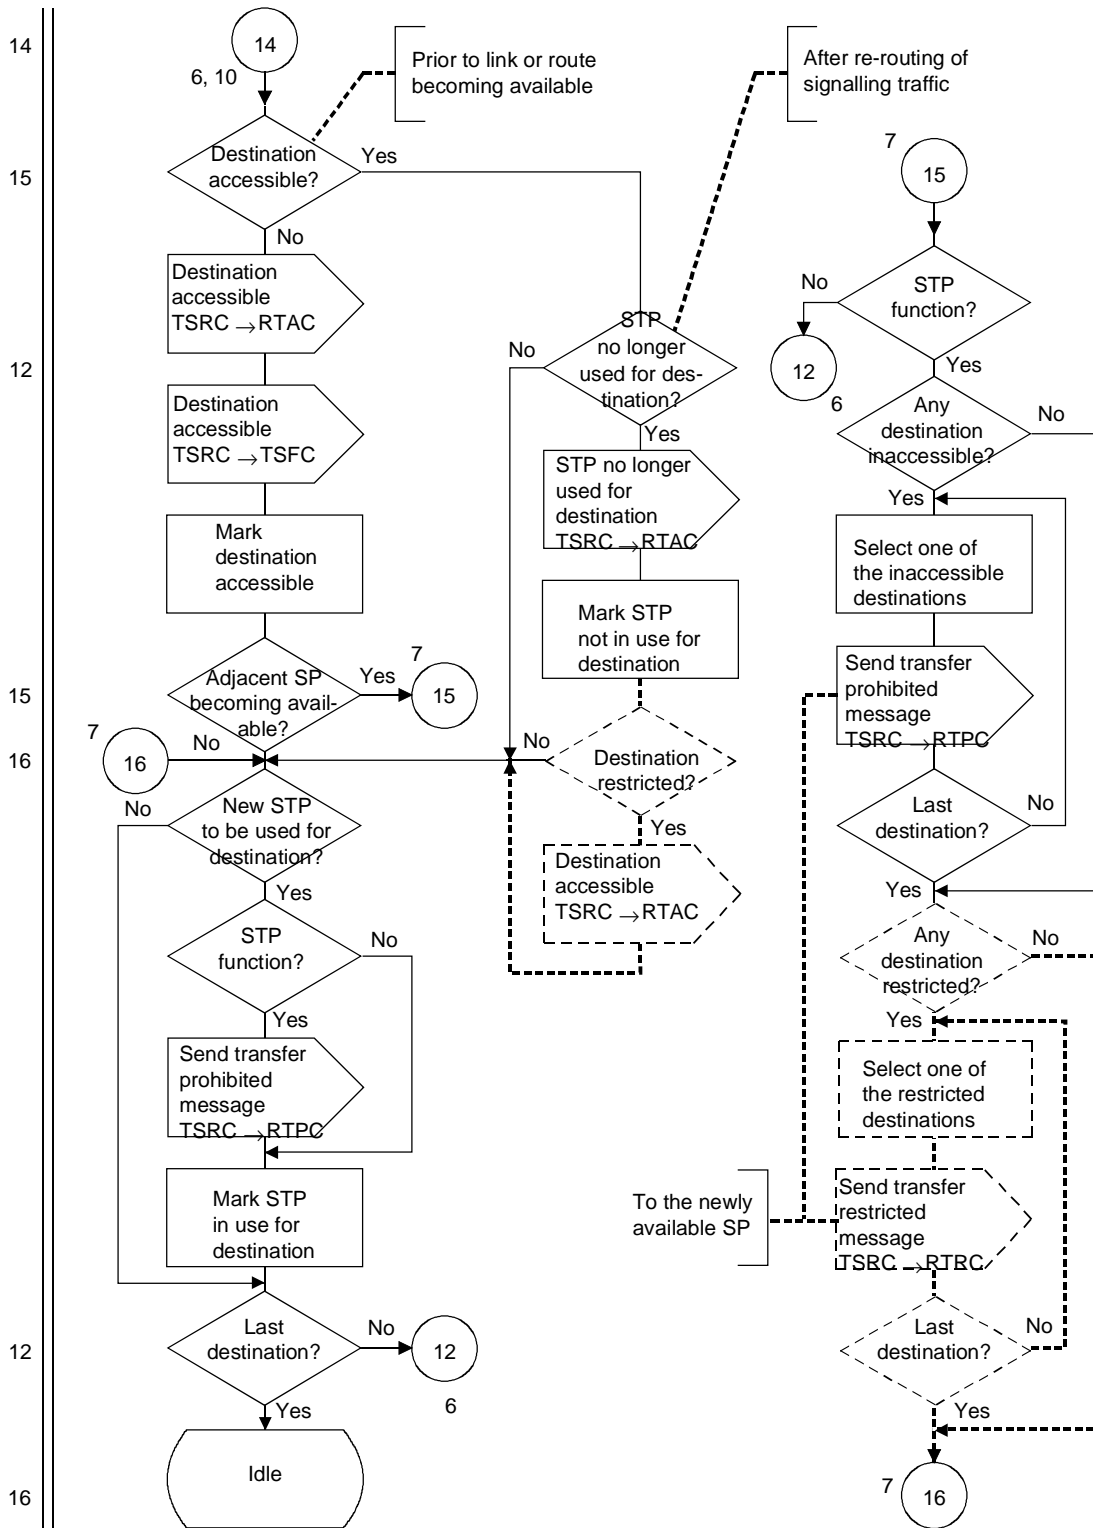 14
14
6, 10
Prior to link or route
becoming available
After re-routing of
signalling traffic
15
Destination
accessible?
Yes
No
7
15
Destination
accessible
TSRC → RTAC
No
STP
function?
Yes
12
6
12
Destination
accessible
TSRC → TSFC
No
STP
no longer
used for des-
tination?
Yes
Any
destination
inaccessible?
No
Yes
STP no longer
used for
destination
TSRC → RTAC
Mark
destination
accessible
Select one of
the inaccessible
destinations
Mark STP
not in use for
destination
15
Adjacent SP
becoming avail-
able?
Yes
7
15
No
Send transfer
prohibited
message
TSRC → RTPC
16
7
16
No
Destination
restricted?
Yes
No
New STP
to be used for
destination?
Yes
Last
destination?
No
Yes
Destination
accessible
TSRC → RTAC
STP
function?
No
Yes
Any
destination
restricted?
No
Yes
Send transfer
prohibited
message
TSRC → RTPC
Select one of
the restricted
destinations
Mark STP
in use for
destination
To the newly
available SP
Send transfer
restricted
message
TSRC → RTRC
12
Last
destination?
No
12
6
Yes
Last
destination?
No
Yes
Idle
16
7
16